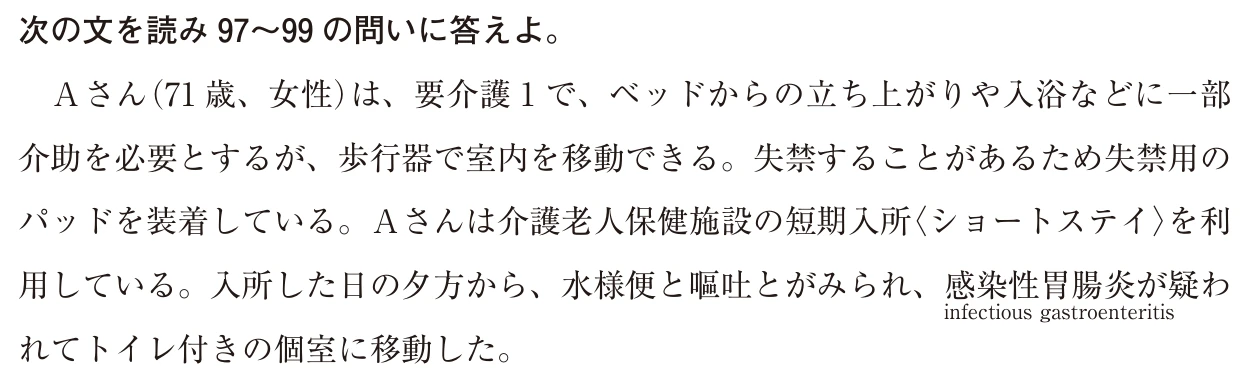 次の文を読み 97〜99 の問いに答えよ。
Aさん(71 歳、女性)は、要介護 1 で、ベッドからの立ち上がりや入浴などに一部
介助を必要とするが、歩行器で室内を移動できる。失禁することがあるため失禁用の
パッドを装着している。Aさんは介護老人保健施設の短期入所〈ショートステイ〉を利
用している。入所した日の夕方から、水様便と嘔吐とがみられ、感染性胃腸炎が疑わ
infectious gastroenteritis
れてトイレ付きの個室に移動した。